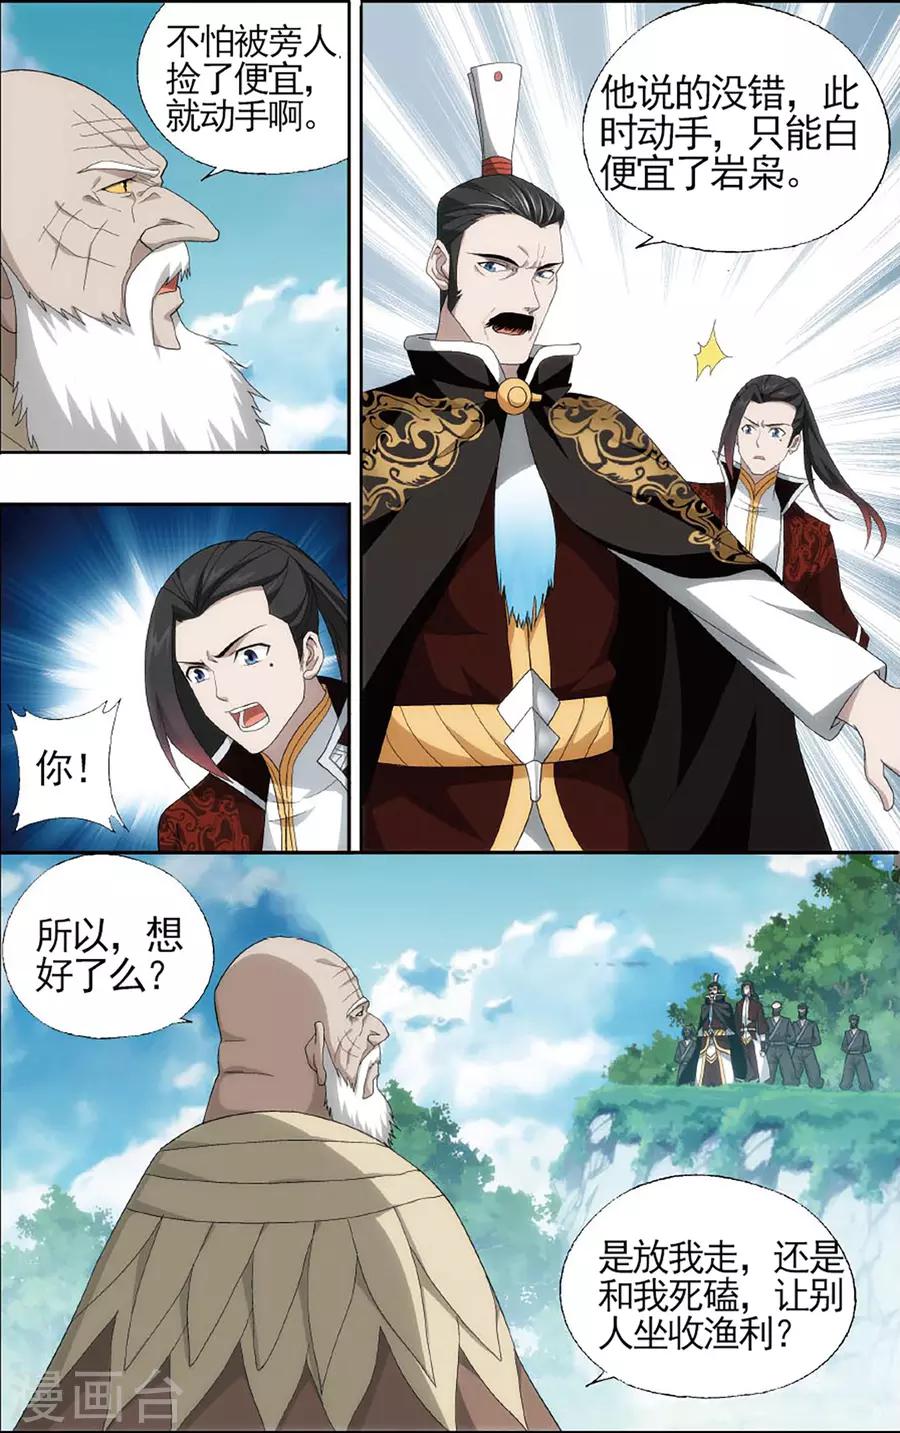 不怕被旁人
捡了便宜，
就动手啊。
他说的没错，此
时动手，只能白
便宜了岩枭。
你！
所以，想
好了么？
是放我走，还是
和我死磕，让别
人坐收渔利？
漫画台